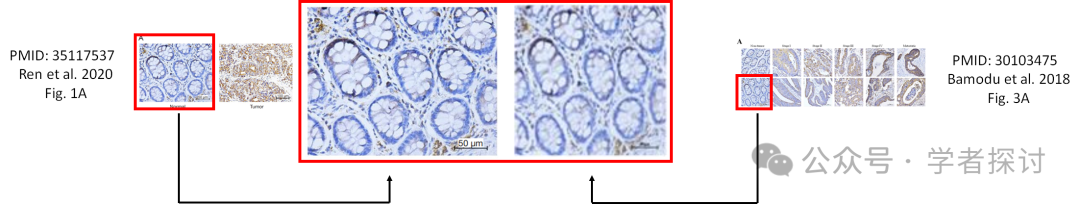 PMID: 35117537
Ren et al. 2020
Fig. 1A
A
Normal
Tumor
50 μm
A
PMID: 30103475
Bamodu et al. 2018
Fig. 3A
公众号 · 学者探讨